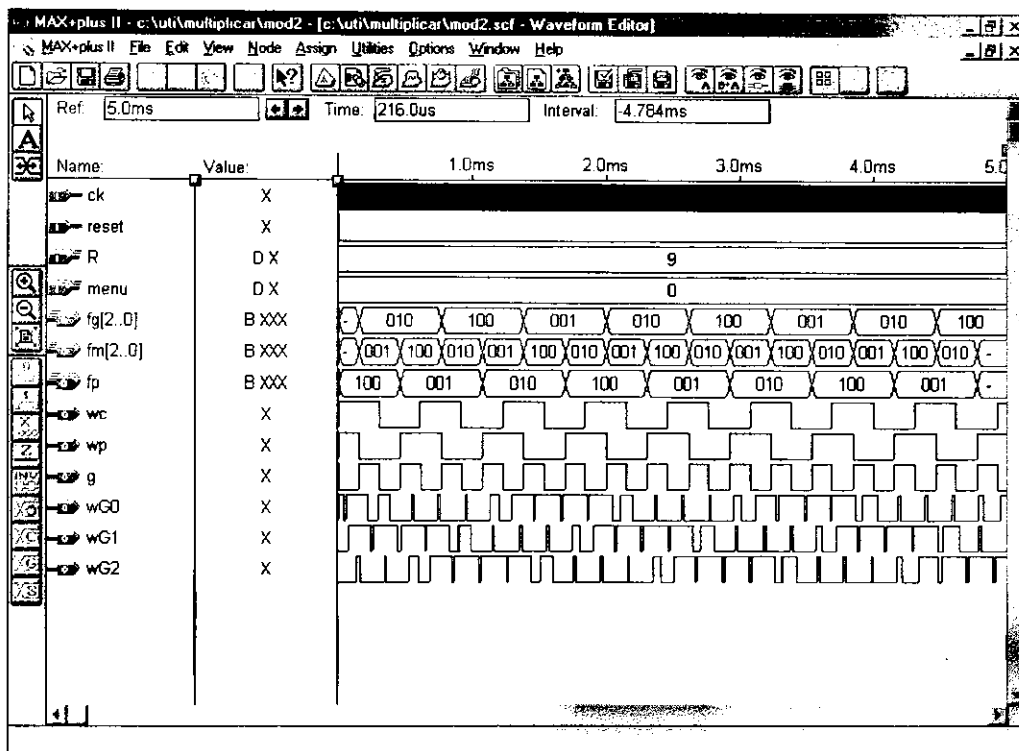 MAX+plus II - c:\uti\multiplicar\mod2 - [c:\uti\multiplicar\mod2.scf - Waveform Editor]
MAX+plus II File Edit View Node Assign Utilities Options Window Help
Ref: 5.0ms Time: 216.0us Interval: -4.784ms
A
Name: Value: 1.0ms 2.0ms 3.0ms 4.0ms 5.0
ck X
reset X
R D X 9
menu D X 0
fg[2..0] B XXX - 010 100 001 010 100 001 010 100
fm[2..0] B XXX - 001 100 010 001 100 010 001 100 010 001 100 010 001 100 010 -
fp B XXX 100 001 010 100 001 010 100 001 -
wc X
wp X
g X
wG0 X
wG1 X
wG2 X